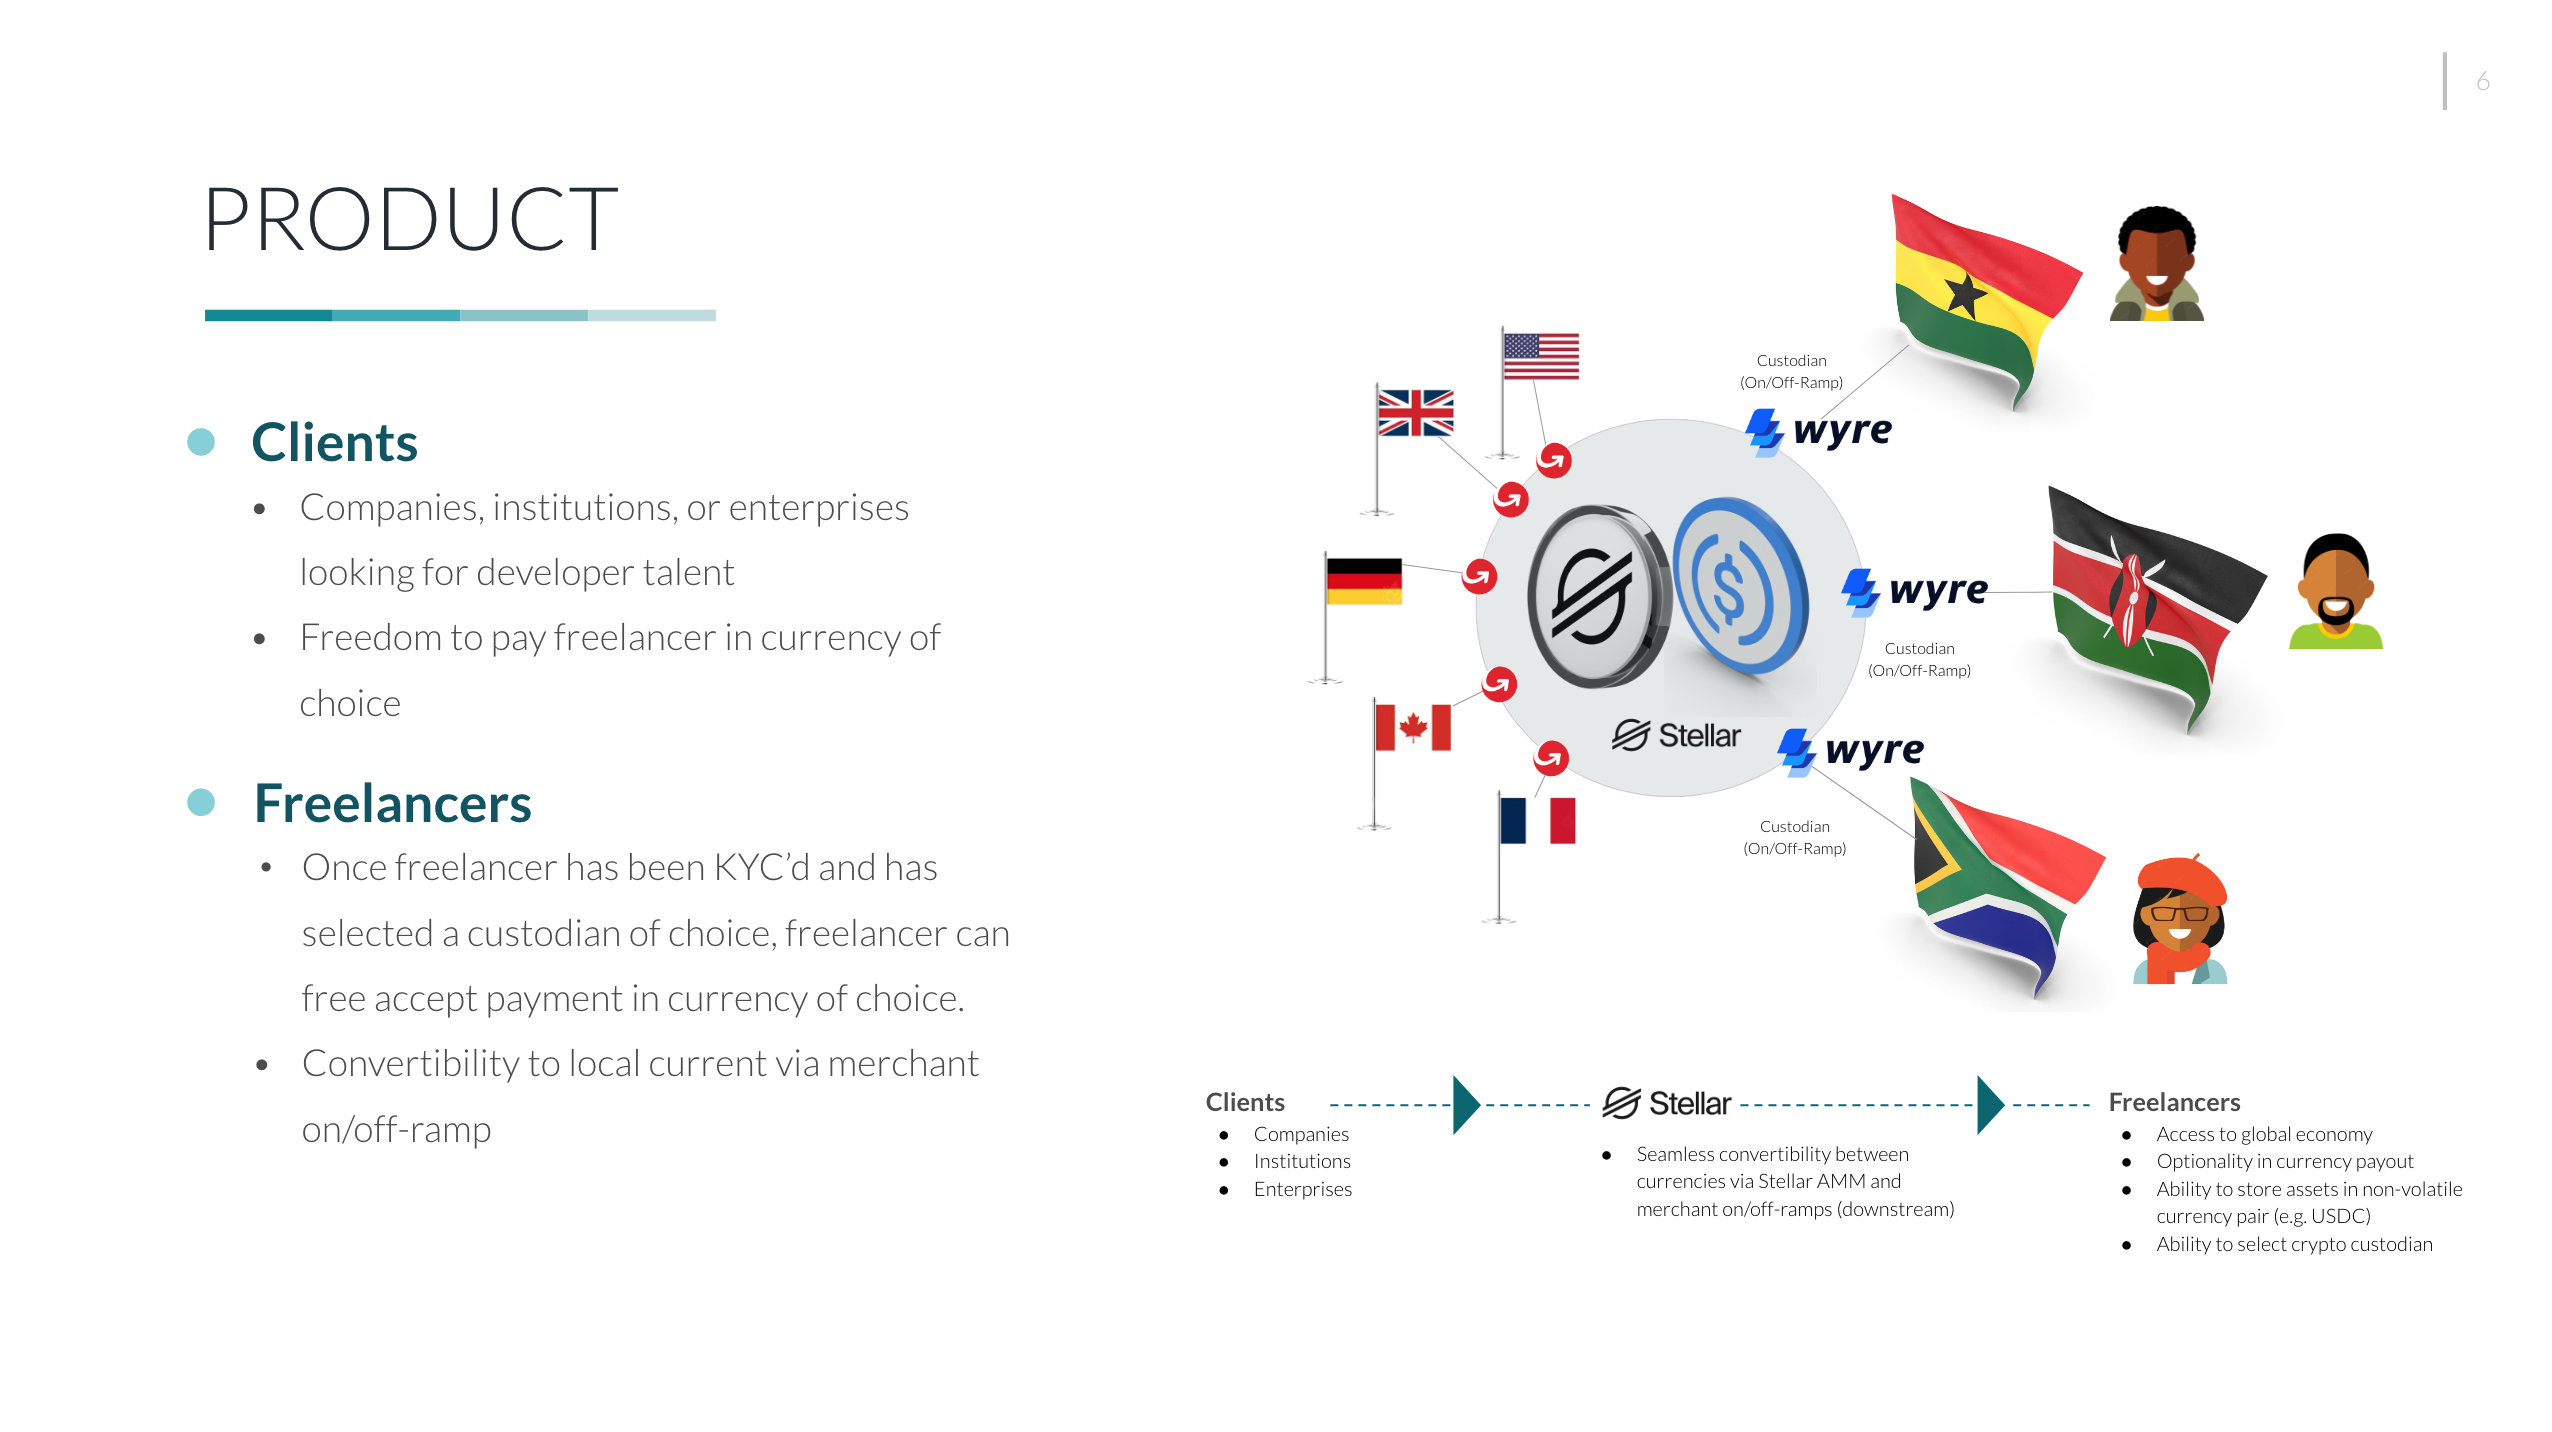 6
PRODUCT
Clients
• Companies, institutions, or enterprises
looking for developer talent
• Freedom to pay freelancer in currency of
choice
Freelancers
• Once freelancer has been KYC’d and has
selected a custodian of choice, freelancer can
free accept payment in currency of choice.
• Convertibility to local current via merchant
on/off-ramp
Custodian
(On/Off-Ramp)
wyre
wyre
Custodian
(On/Off-Ramp)
Stellar
wyre
Custodian
(On/Off-Ramp)
Clients
● Companies
● Institutions
● Enterprises
Stellar
● Seamless convertibility between
currencies via Stellar AMM and
merchant on/off-ramps (downstream)
Freelancers
● Access to global economy
● Optionality in currency payout
● Ability to store assets in non-volatile
currency pair (e.g. USDC)
● Ability to select crypto custodian